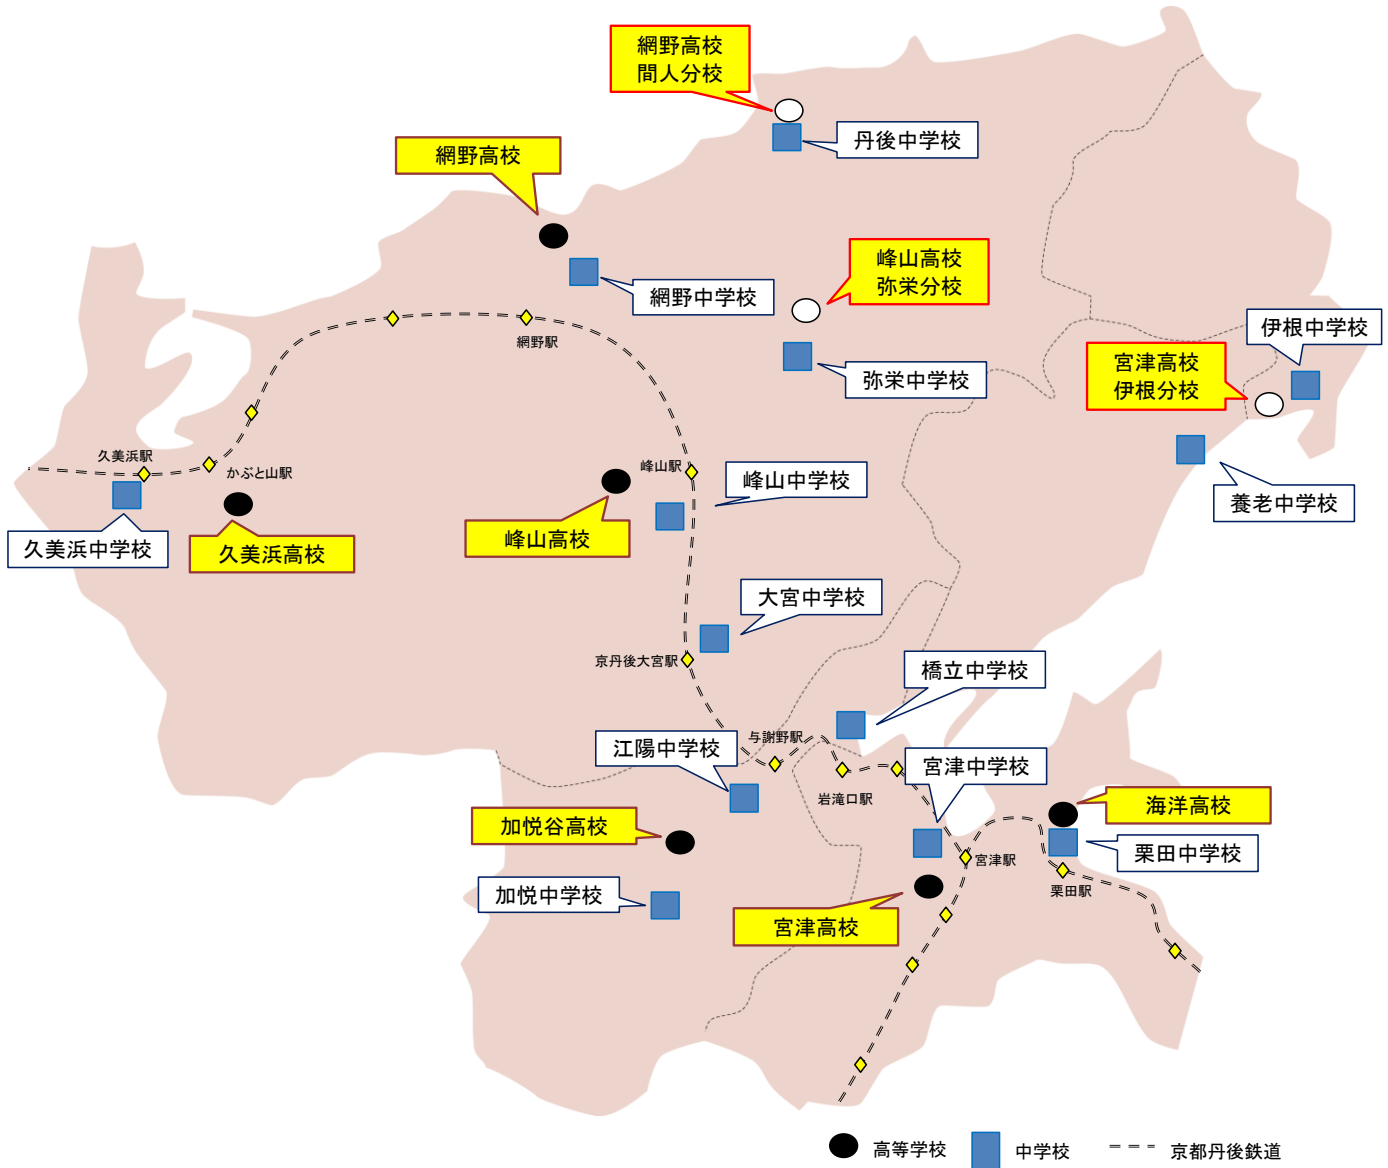 網野高校
間人分校
丹後中学校
網野高校
峰山高校
弥栄分校
網野中学校
伊根中学校
網野駅
宮津高校
伊根分校
弥栄中学校
久美浜駅
かぶと山駅
峰山駅
峰山中学校
養老中学校
久美浜中学校
久美浜高校
峰山高校
大宮中学校
京丹後大宮駅
橋立中学校
江陽中学校
与謝野駅
宮津中学校
岩滝口駅
海洋高校
加悦谷高校
栗田中学校
宮津駅
栗田駅
加悦中学校
宮津高校
高等学校
中学校
京都丹後鉄道